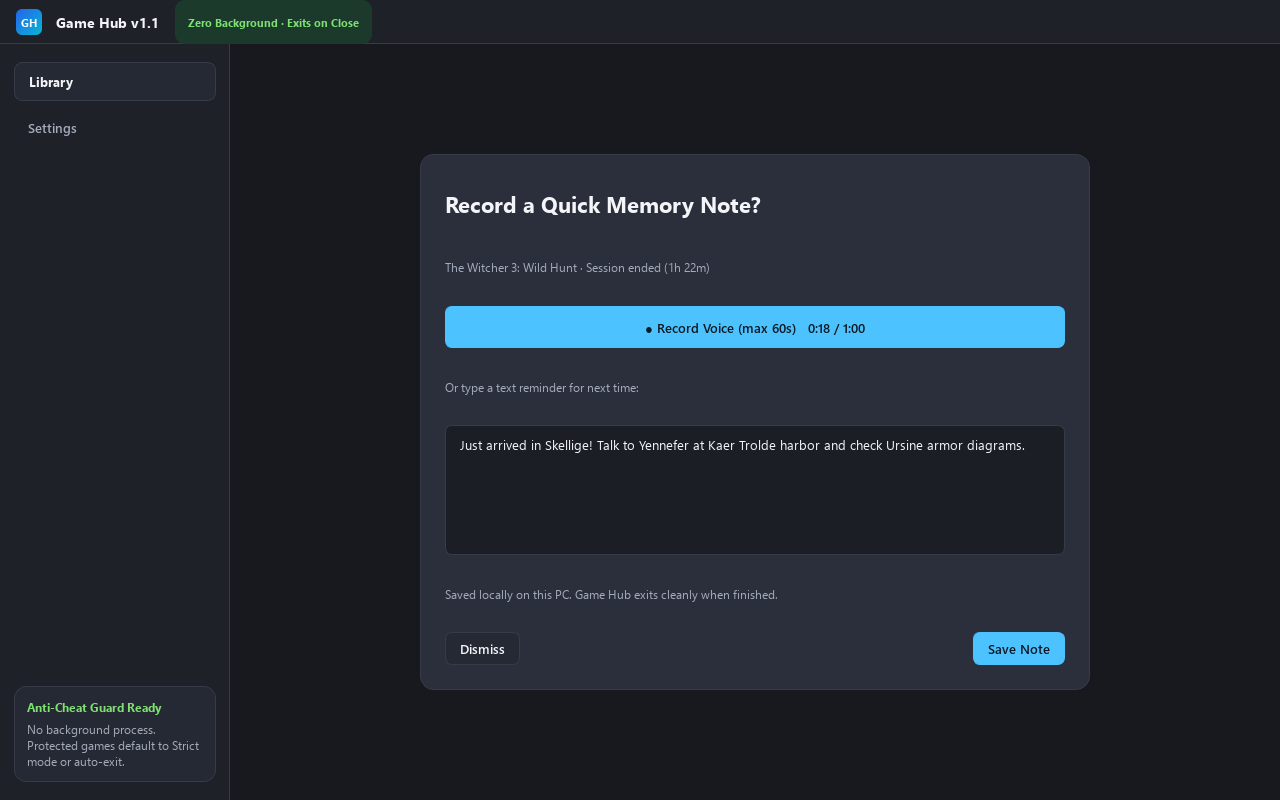 GH Game Hub v1.1 Zero Background · Exits on Close
Library
Settings
Record a Quick Memory Note?
The Witcher 3: Wild Hunt · Session ended (1h 22m)
● Record Voice (max 60s) 0:18 / 1:00
Or type a text reminder for next time:
Just arrived in Skellige! Talk to Yennefer at Kaer Trolde harbor and check Ursine armor diagrams.
Saved locally on this PC. Game Hub exits cleanly when finished.
Dismiss Save Note
Anti-Cheat Guard Ready
No background process.
Protected games default to Strict
mode or auto-exit.